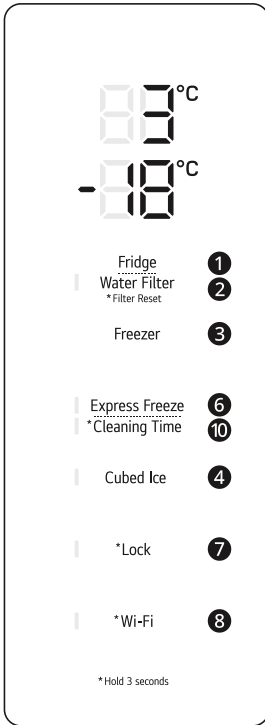 3°C
-18°C
Fridge 1
Water Filter 2
*Filter Reset
Freezer 3
Express Freeze 6
*Cleaning Time 10
Cubed Ice 4
*Lock 7
*Wi-Fi 8
*Hold 3 seconds